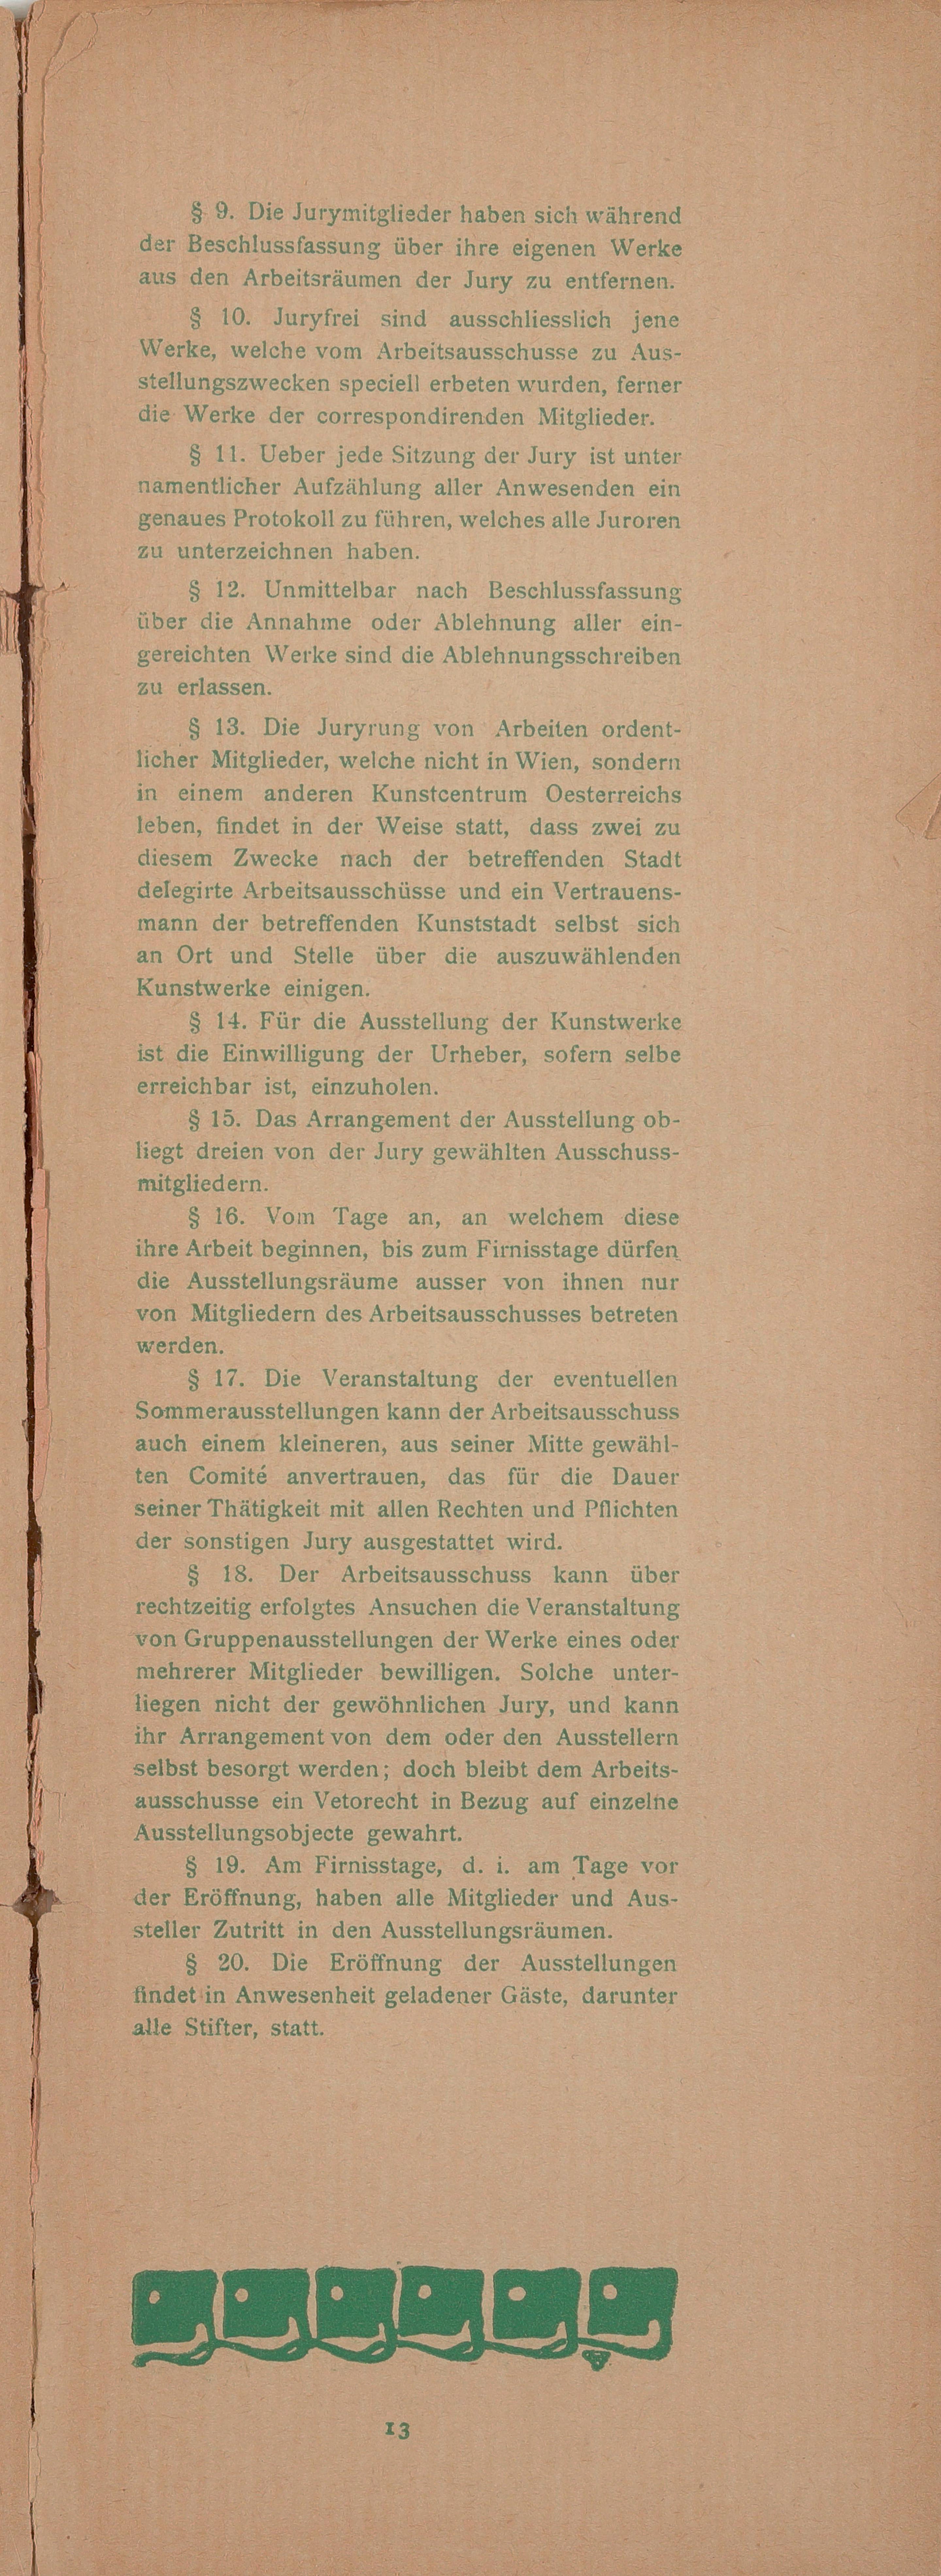 § 9. Die Jurymitglieder haben sich während
der Beschlussfassung über ihre eigenen Werke
aus den Arbeitsräumen der Jury zu entfernen.
§ 10. Juryfrei sind ausschliesslich jene
Werke, welche vom Arbeitsausschusse zu Aus-
stellungszwecken speciell erbeten wurden, ferner
die Werke der correspondirenden Mitglieder.
§ 11. Ueber jede Sitzung der Jury ist unter
namentlicher Aufzählung aller Anwesenden ein
genaues Protokoll zu führen, welches alle Juroren
zu unterzeichnen haben.
§ 12. Unmittelbar nach Beschlussfassung
über die Annahme oder Ablehnung aller ein-
gereichten Werke sind die Ablehnungsschreiben
zu erlassen.
§ 13. Die Juryrung von Arbeiten ordent-
licher Mitglieder, welche nicht in Wien, sondern
in einem anderen Kunstcentrum Oesterreichs
leben, findet in der Weise statt, dass zwei zu
diesem Zwecke nach der betreffenden Stadt
delegirte Arbeitsausschüsse und ein Vertrauens-
mann der betreffenden Kunststadt selbst sich
an Ort und Stelle über die auszuwählenden
Kunstwerke einigen.
§ 14. Für die Ausstellung der Kunstwerke
ist die Einwilligung der Urheber, sofern selbe
erreichbar ist, einzuholen.
§ 15. Das Arrangement der Ausstellung ob-
liegt dreien von der Jury gewählten Ausschuss-
mitgliedern.
§ 16. Vom Tage an, an welchem diese
ihre Arbeit beginnen, bis zum Firnisstage dürfen
die Ausstellungsräume ausser von ihnen nur
von Mitgliedern des Arbeitsausschusses betreten
werden.
§ 17. Die Veranstaltung der eventuellen
Sommerausstellungen kann der Arbeitsausschuss
auch einem kleineren, aus seiner Mitte gewähl-
ten Comité anvertrauen, das für die Dauer
seiner Thätigkeit mit allen Rechten und Pflichten
der sonstigen Jury ausgestattet wird.
§ 18. Der Arbeitsausschuss kann über
rechtzeitig erfolgtes Ansuchen die Veranstaltung
von Gruppenausstellungen der Werke eines oder
mehrerer Mitglieder bewilligen. Solche unter-
liegen nicht der gewöhnlichen Jury, und kann
ihr Arrangement von dem oder den Ausstellern
selbst besorgt werden; doch bleibt dem Arbeits-
ausschusse ein Vetorecht in Bezug auf einzelne
Ausstellungsobjecte gewahrt.
§ 19. Am Firnisstage, d. i. am Tage vor
der Eröffnung, haben alle Mitglieder und Aus-
steller Zutritt in den Ausstellungsräumen.
§ 20. Die Eröffnung der Ausstellungen
findet in Anwesenheit geladener Gäste, darunter
alle Stifter, statt.
13